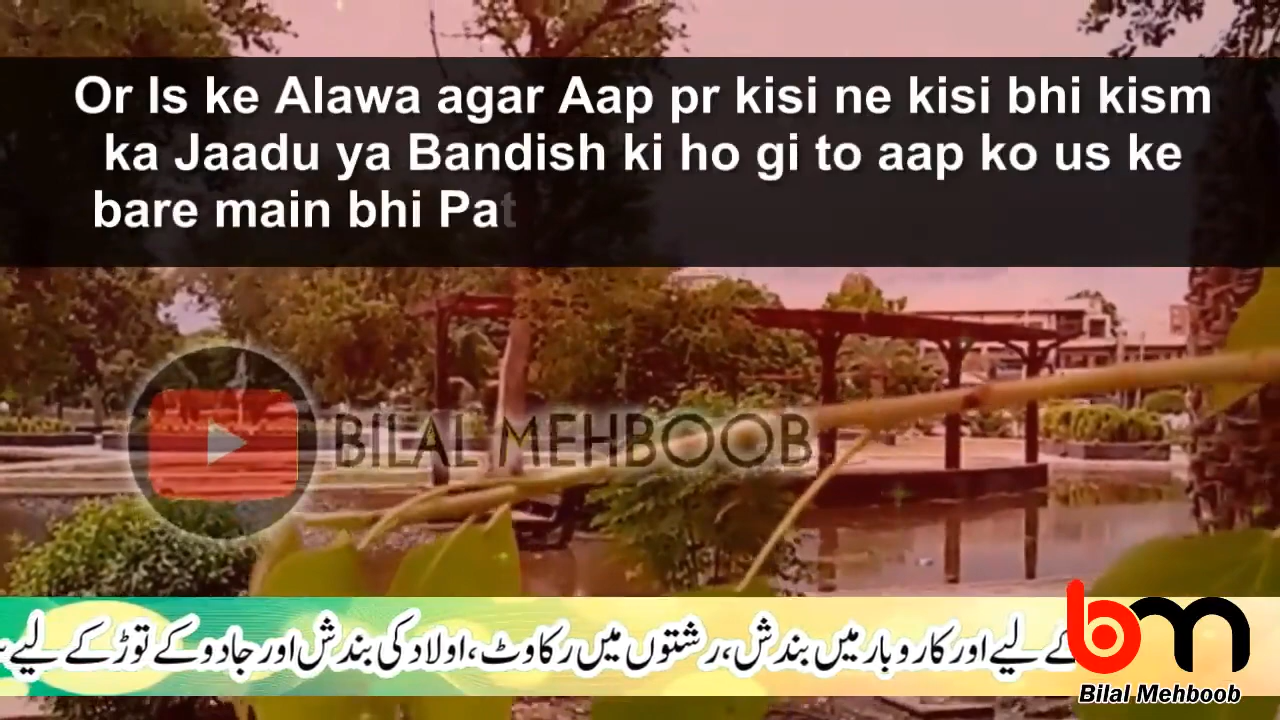 Or Is ke Alawa agar Aap pr kisi ne kisi bhi kism
ka Jaadu ya Bandish ki ho gi to aap ko us ke
bare main bhi Pat
BILAL MEHBOOB
کے لیے اور کاروبار میں بندش، رشتوں میں رکاوٹ، اولاد کی بندش اور جادو کے توڑ کے لیے
bm
Bilal Mehboob